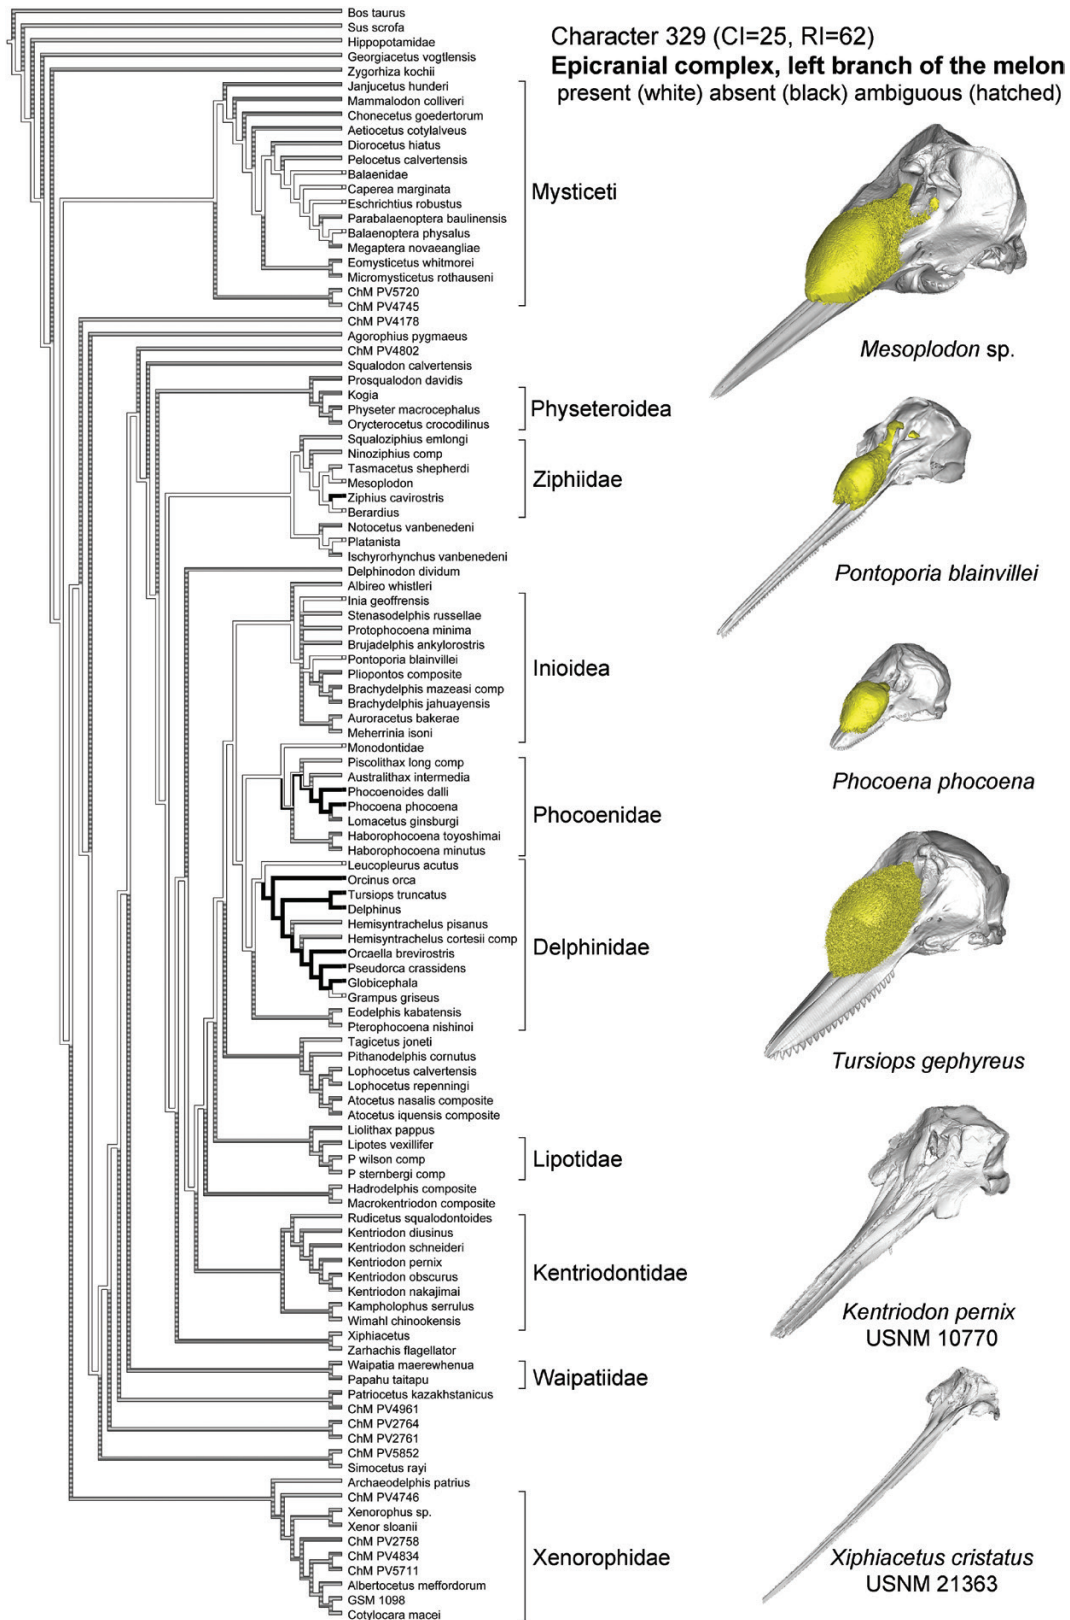 Character 329 (CI=25, RI=62)
Epicranial complex, left branch of the melon
present (white) absent (black) ambiguous (hatched)
Bos taurus
Sus scrofa
Hippopotamidae
Georgiacetus vogtlensis
Zygorhiza kochii
Janjucetus hunderi
Mammalodon colliveri
Chonecetus goedertorum
Aetiocetus cotylalveus
Diorocetus hiatus
Pelocetus calvertensis
Balaenidae
Caperea marginata
Eschrichtius robustus
Parabalaenoptera baulinensis
Balaenoptera physalus
Megaptera novaeangliae
Eomysticetus whitmorei
Micromysticetus rothauseni
ChM PV5720
ChM PV4745
Mysticeti
ChM PV4178
Agorophius pygmaeus
ChM PV4802
Squalodon calvertensis
Prosqualodon davidis
Kogia
Physeter macrocephalus
Orycterocetus crocodilinus
Physeteroidea
Squaloziphius emlongi
Ninoziphius comp
Tasmacetus shepherdi
Mesoplodon
Ziphius cavirostris
Berardius
Ziphiidae
Notocetus vanbenedeni
Platanista
Ischyrorhynchus vanbenedeni
Delphinodon dividum
Albireo whistleri
Inia geoffrensis
Stenasodelphis russellae
Protophocoena minima
Brujadelphis ankylorostris
Pontoporia blainvillei
Pliopontos composite
Brachydelphis mazeasi comp
Brachydelphis jahuayensis
Auroracetus bakerae
Meherrinia isoni
Inioidea
Monodontidae
Piscolithax long comp
Australithax intermedia
Phocoenoides dalli
Phocoena phocoena
Lomacetus ginsburgi
Haborophocoena toyoshimai
Haborophocoena minutus
Phocoenidae
Leucopleurus acutus
Orcinus orca
Tursiops truncatus
Delphinus
Hemisyntrachelus pisanus
Hemisyntrachelus cortesii comp
Orcaella brevirostris
Pseudorca crassidens
Globicephala
Grampus griseus
Eodelphis kabatensis
Pterophocoena nishinoi
Delphinidae
Tagicetus joneti
Pithanodelphis cornutus
Lophocetus calvertensis
Lophocetus repenningi
Atocetus nasalis composite
Atocetus iquensis composite
Liolithax pappus
Lipotes vexillifer
P wilson comp
P sternbergi comp
Lipotidae
Hadrodelphis composite
Macrokentriodon composite
Rudicetus squalodontoides
Kentriodon diusinus
Kentriodon schneideri
Kentriodon pernix
Kentriodon obscurus
Kentriodon nakajimai
Kampholophus serrulus
Wimahl chinookensis
Kentriodontidae
Xiphiacetus
Zarhachis flagellator
Waipatia maerewhenua
Papahu taitapu
Waipatiidae
Patriocetus kazakhstanicus
ChM PV4961
ChM PV2764
ChM PV2761
ChM PV5852
Simocetus rayi
Archaeodelphis patrius
ChM PV4746
Xenorophus sp.
Xenor sloanii
ChM PV2758
ChM PV4834
ChM PV5711
Albertocetus meffordorum
GSM 1098
Cotylocara macei
Xenorophidae
Mesoplodon sp.
Pontoporia blainvillei
Phocoena phocoena
Tursiops gephyreus
Kentriodon pernix
USNM 10770
Xiphiacetus cristatus
USNM 21363